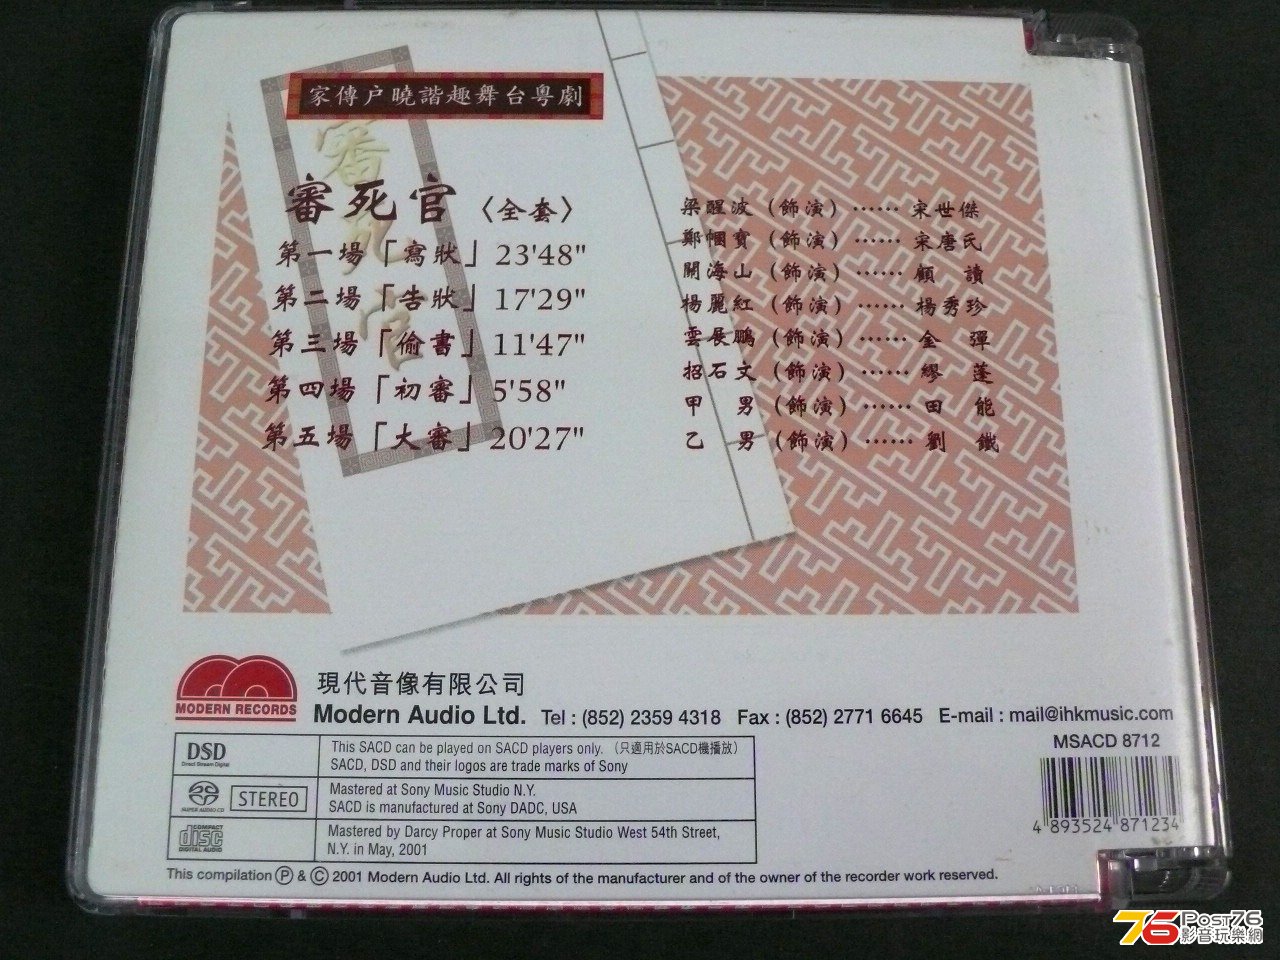 家傳户曉諧趣舞台粵劇
審死官
審死官〈全套〉
第一場「寫狀」23'48"
第二場「告狀」17'29"
第三場「偷書」11'47"
第四場「初審」5'58"
第五場「大審」20'27"
梁醒波(飾演)……宋世傑
鄭幗寶(飾演)……宋唐氏
關海山(飾演)……顧 讀
楊麗紅(飾演)……楊秀珍
雲展鵬(飾演)……金 彈
招石文(飾演)……繆 蓬
甲 男(飾演)……田 能
乙 男(飾演)……劉 鐵
MODERN RECORDS
現代音像有限公司
Modern Audio Ltd. Tel : (852) 2359 4318 Fax : (852) 2771 6645 E-mail : mail@ihkmusic.com
MSACD 8712
DSD
Direct Stream Digital
This SACD can be played on SACD players only.（只適用於SACD機播放）
SACD, DSD and their logos are trade marks of Sony
SUPER AUDIO CD
STEREO
Mastered at Sony Music Studio N.Y.
SACD is manufactured at Sony DADC, USA
COMPACT
disc
DIGITAL AUDIO
Mastered by Darcy Proper at Sony Music Studio West 54th Street,
N.Y. in May, 2001
4 893524 871234
This compilation Ⓟ & © 2001 Modern Audio Ltd. All rights of the manufacturer and of the owner of the recorder work reserved.
76 Post76
影音玩樂網